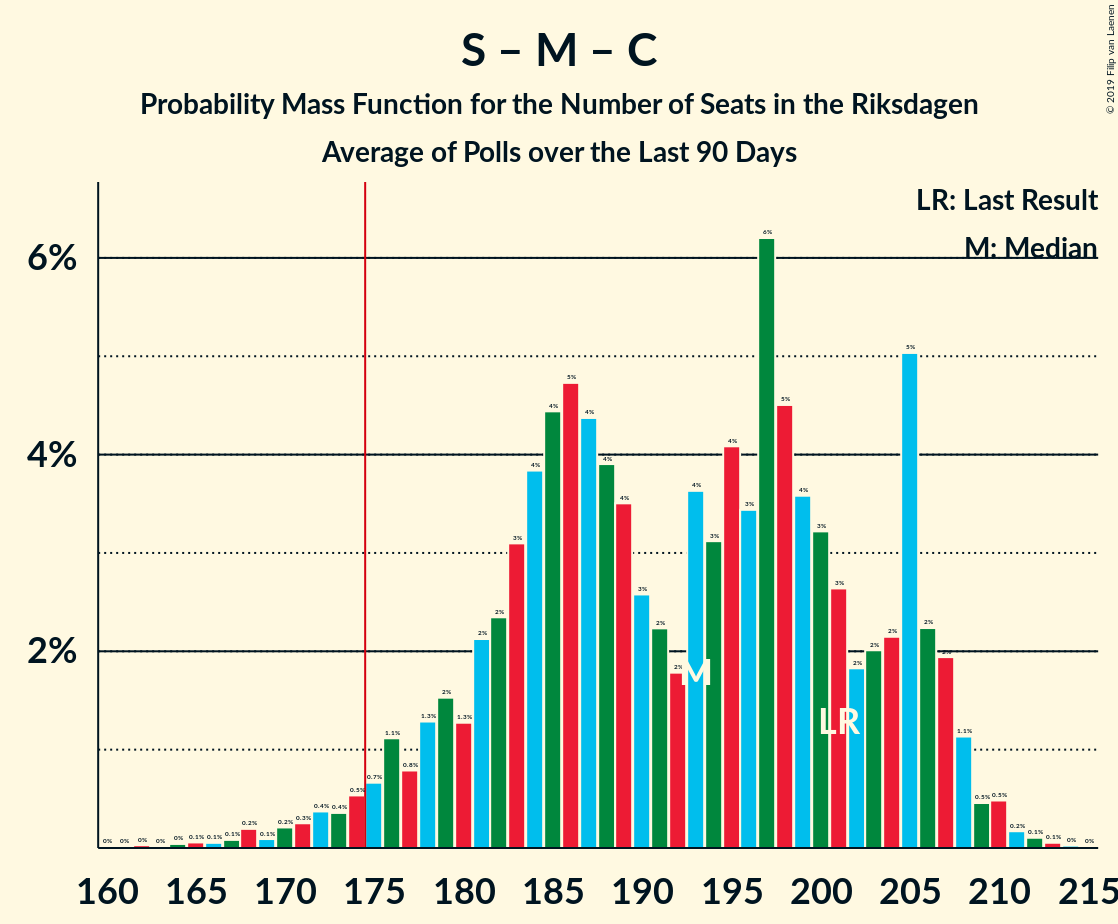 S – M – C
Probability Mass Function for the Number of Seats in the Riksdagen
Average of Polls over the Last 90 Days
© 2019 Filip van Laenen
LR: Last Result
M: Median
6%
4%
2%
0% 0% 0% 0% 0% 0.1% 0.1% 0.1% 0.2% 0.1% 0.2% 0.3% 0.4% 0.4% 0.5% 0.7% 1.1% 0.8% 1.3% 2% 1.3% 2% 2% 3% 4% 4% 5% 4% 4% 4% 3% 2% 2% 4% 3% 4% 3% 6% 5% 4% 3% 3% 2% 2% 2% 5% 2% 2% 1.1% 0.5% 0.5% 0.2% 0.1% 0.1% 0% 0%
M
LR
160 165 170 175 180 185 190 195 200 205 210 215